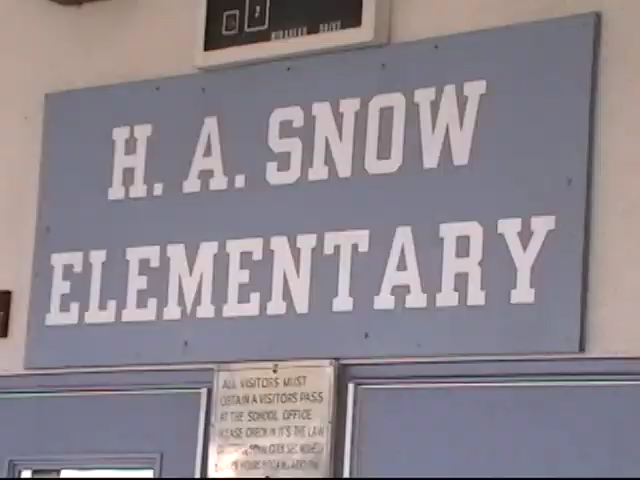 H. A. SNOW
ELEMENTARY
ALL VISITORS MUST
OBTAIN A VISITORS PASS
AT THE SCHOOL OFFICE
PLEASE CHECK IN IT'S THE LAW